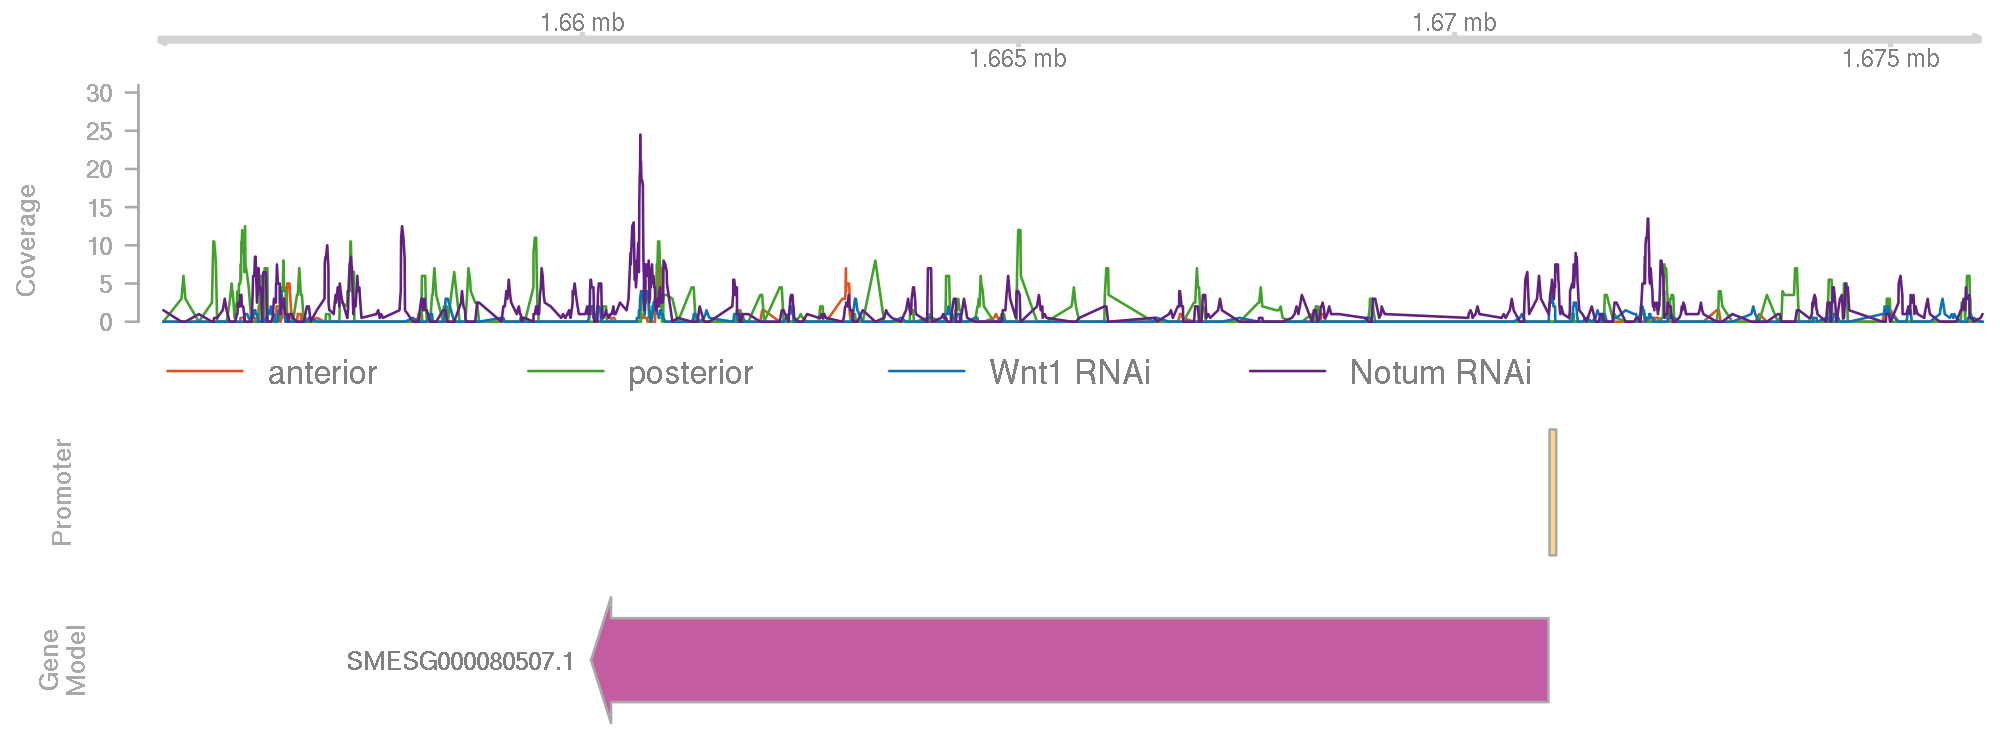 1.66 mb
1.67 mb
1.665 mb
1.675 mb
Coverage
30
25
20
15
10
5
0
anterior
posterior
Wnt1 RNAi
Notum RNAi
Promoter
Gene
Model
SMESG000080507.1